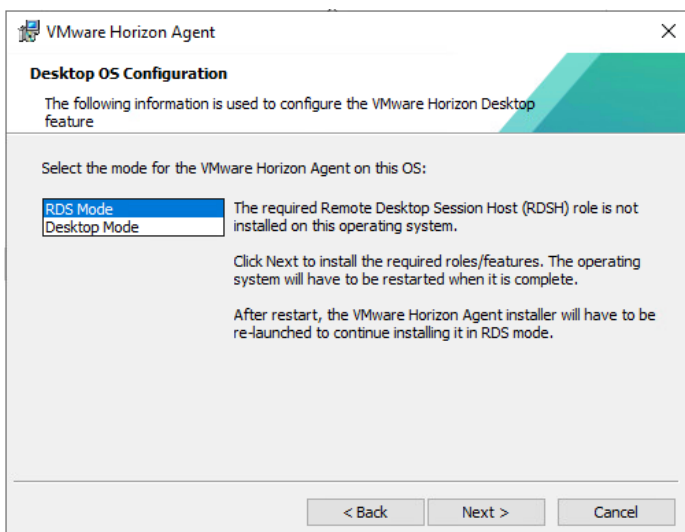 VMware Horizon Agent
Desktop OS Configuration
The following information is used to configure the VMware Horizon Desktop
feature
Select the mode for the VMware Horizon Agent on this OS:
RDS Mode
Desktop Mode
The required Remote Desktop Session Host (RDSH) role is not
installed on this operating system.
Click Next to install the required roles/features. The operating
system will have to be restarted when it is complete.
After restart, the VMware Horizon Agent installer will have to be
re-launched to continue installing it in RDS mode.
< Back
Next >
Cancel